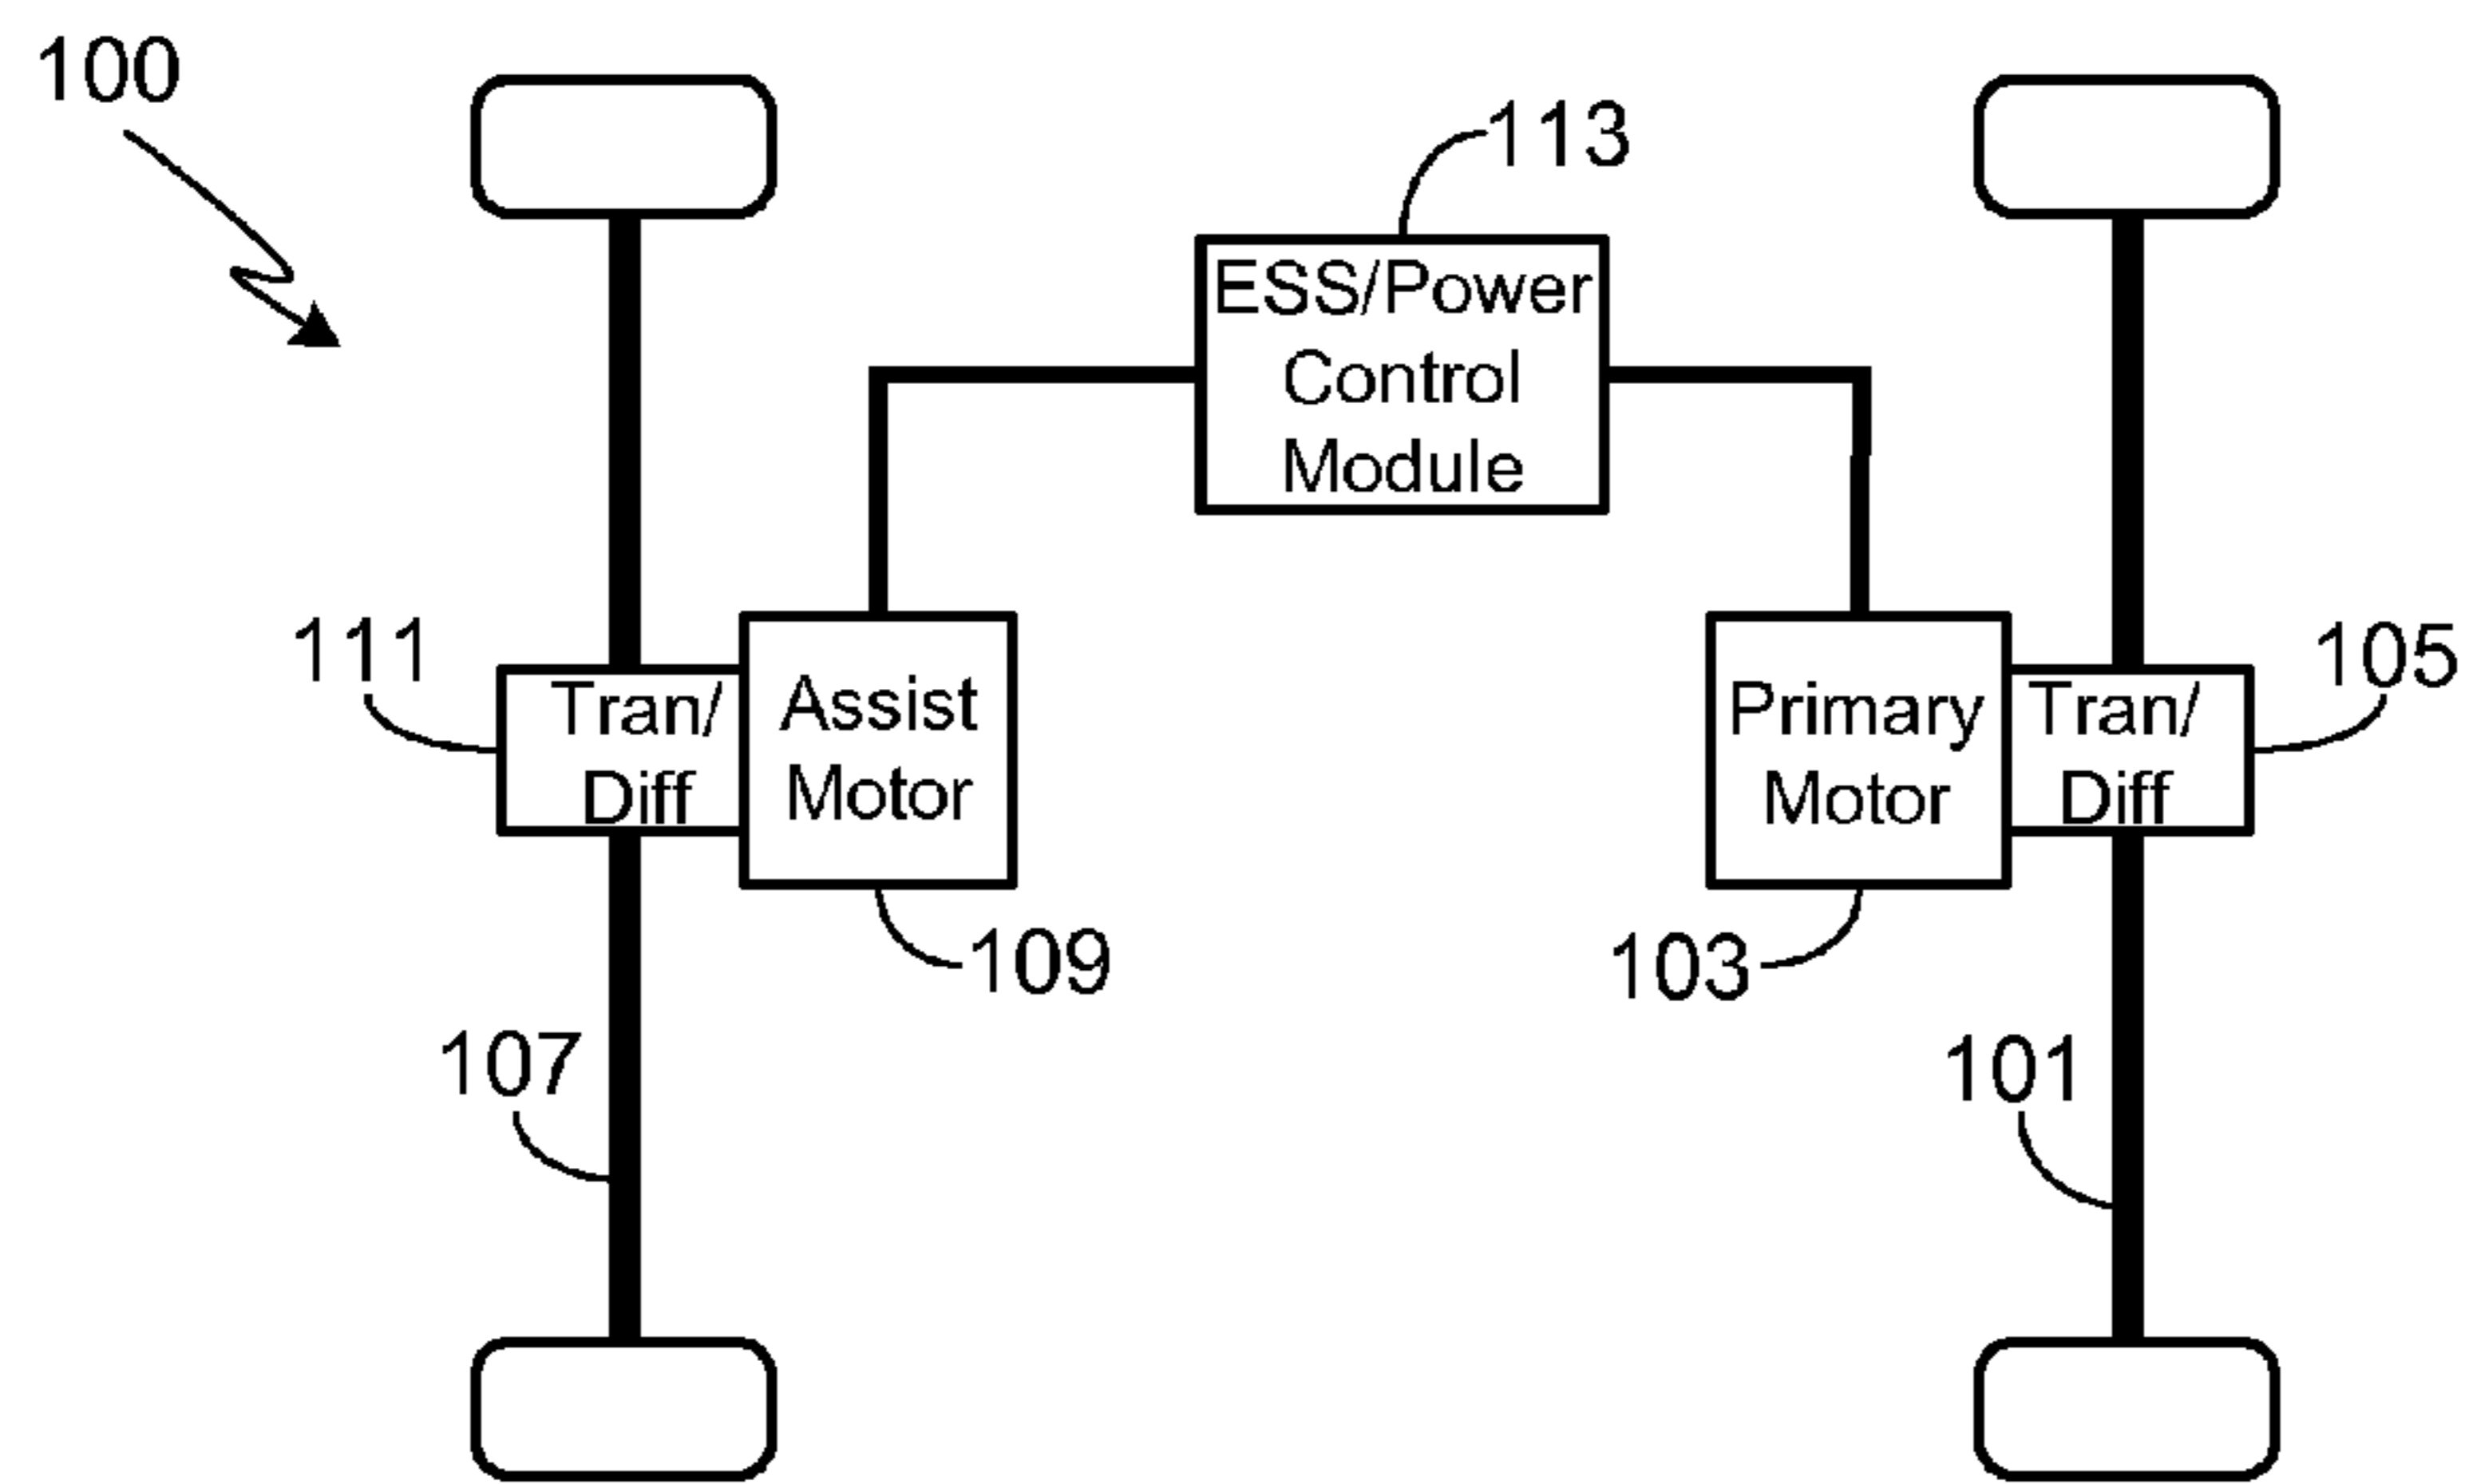 100
113
ESS/Power
Control
Module
111
Tran/
Diff
Assist
Motor
Primary
Motor
Tran/
Diff
105
109
103
107
101